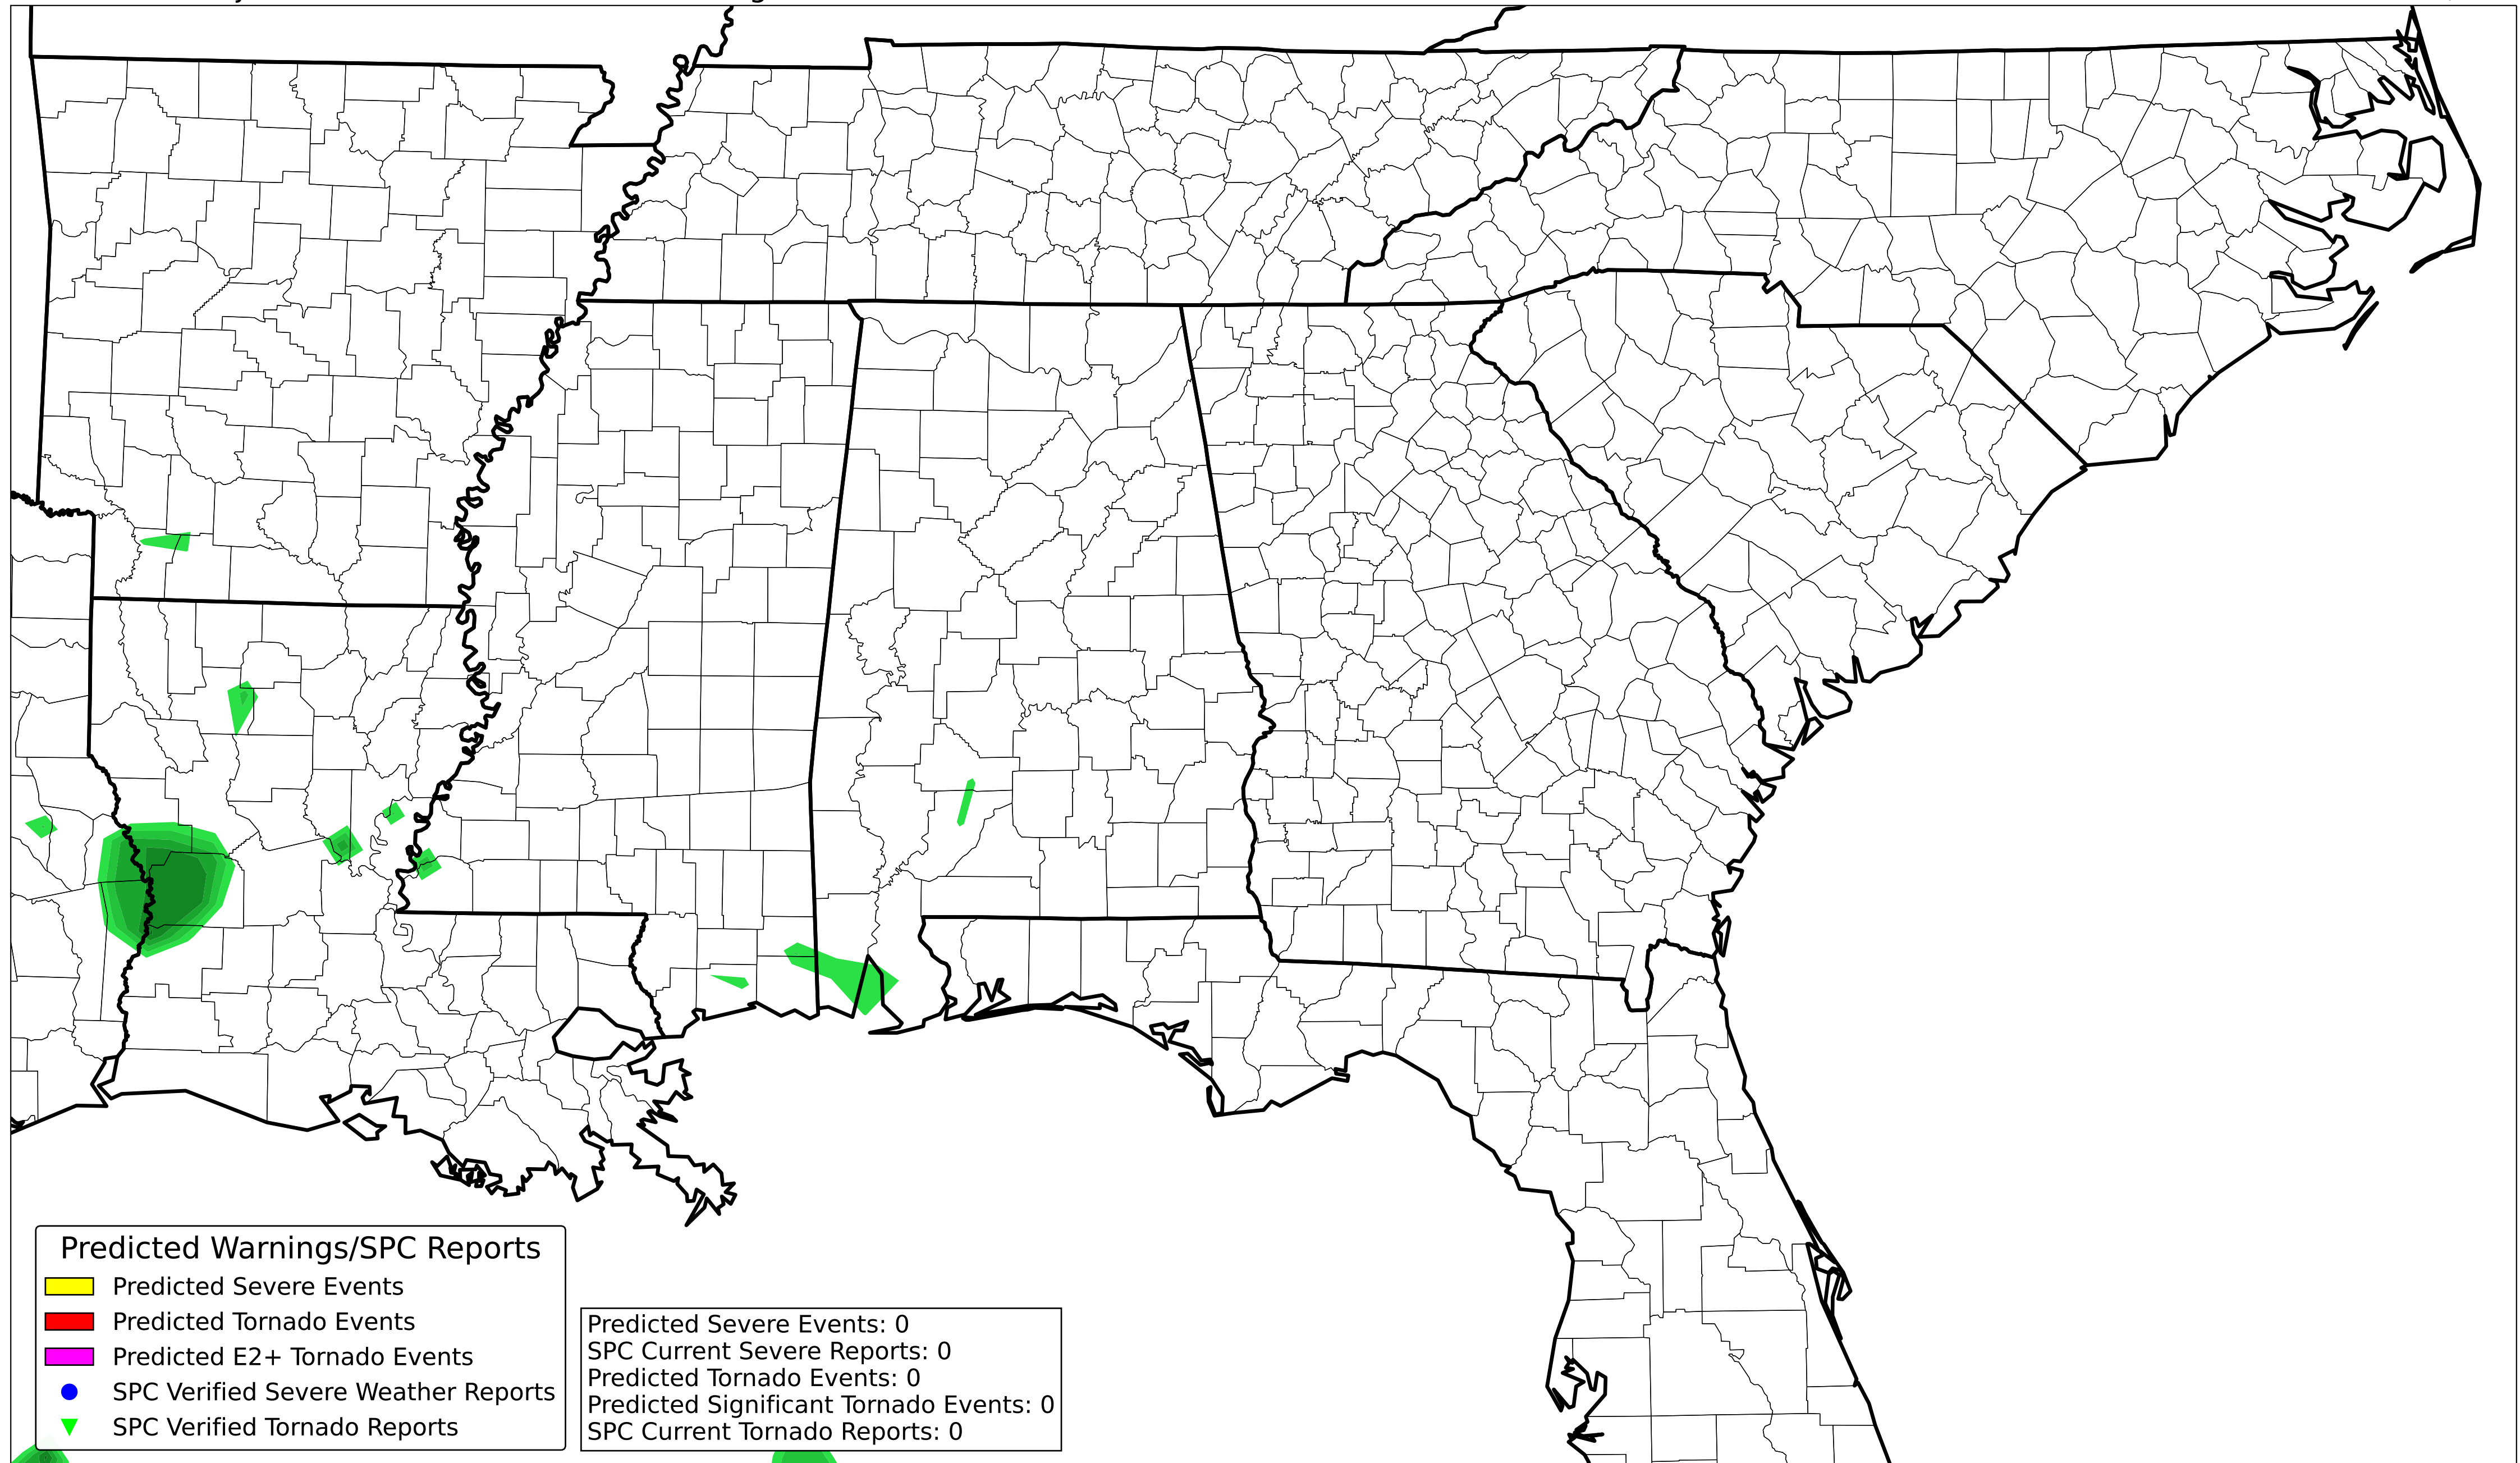 Predicted Warnings/SPC Reports
Predicted Severe Events
Predicted Tornado Events
Predicted E2+ Tornado Events
SPC Verified Severe Weather Reports
SPC Verified Tornado Reports
Predicted Severe Events: 0
SPC Current Severe Reports: 0
Predicted Tornado Events: 0
Predicted Significant Tornado Events: 0
SPC Current Tornado Reports: 0